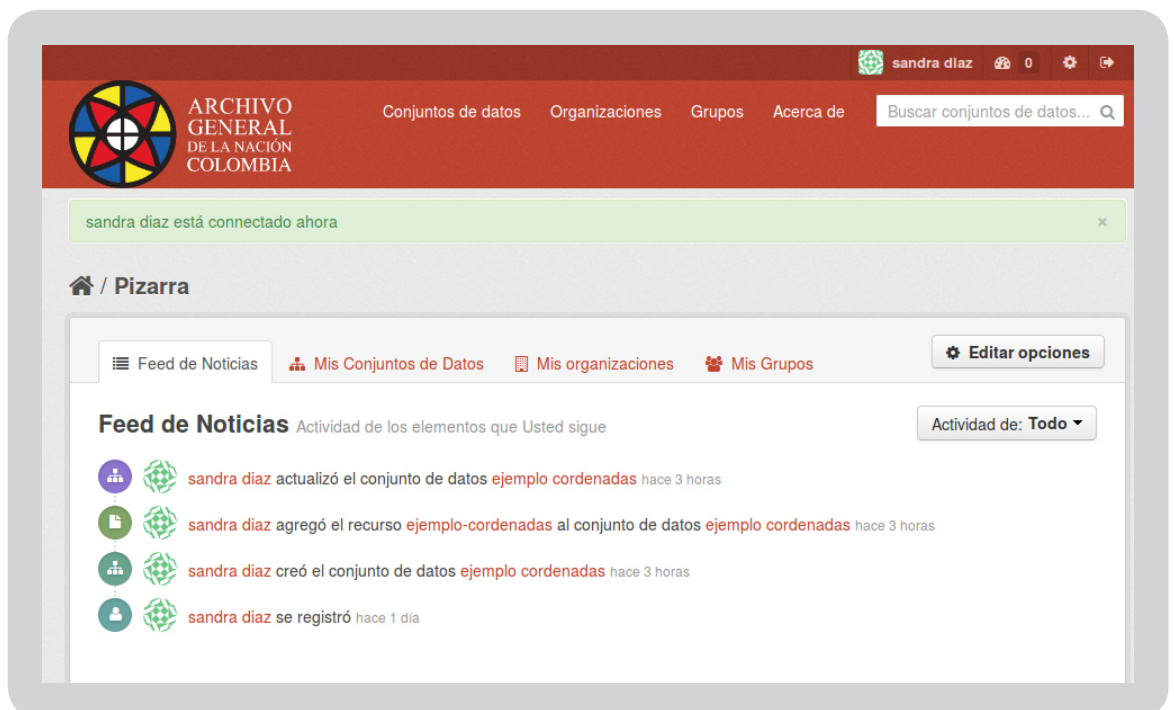 sandra diaz 0
ARCHIVO
GENERAL
DE LA NACIÓN
COLOMBIA
Conjuntos de datos Organizaciones Grupos Acerca de Buscar conjuntos de datos...
sandra diaz está connectado ahora ×
/ Pizarra
Feed de Noticias Mis Conjuntos de Datos Mis organizaciones Mis Grupos Editar opciones
Feed de Noticias Actividad de los elementos que Usted sigue Actividad de: Todo
sandra diaz actualizó el conjunto de datos ejemplo cordenadas hace 3 horas
sandra diaz agregó el recurso ejemplo-cordenadas al conjunto de datos ejemplo cordenadas hace 3 horas
sandra diaz creó el conjunto de datos ejemplo cordenadas hace 3 horas
sandra diaz se registró hace 1 día